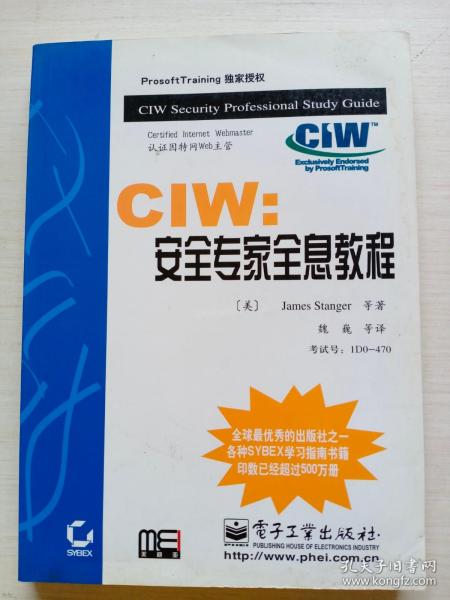 ProsoftTraining 独家授权
CIW Security Professional Study Guide
Certified Internet Webmaster
认证因特网Web主管
CIW™
Exclusively Endorsed
by ProsoftTraining
CIW:
安全专家全息教程
[美] James Stanger 等著
魏 巍 等译
考试号: 1D0-470
全球最优秀的出版社之一
各种SYBEX学习指南书籍
印数已经超过500万册
SYBEX
电子工业出版社
PUBLISHING HOUSE OF ELECTRONICS INDUSTRY
http://www.phei.com.cn
孔夫子旧书网
www.kongfz.com